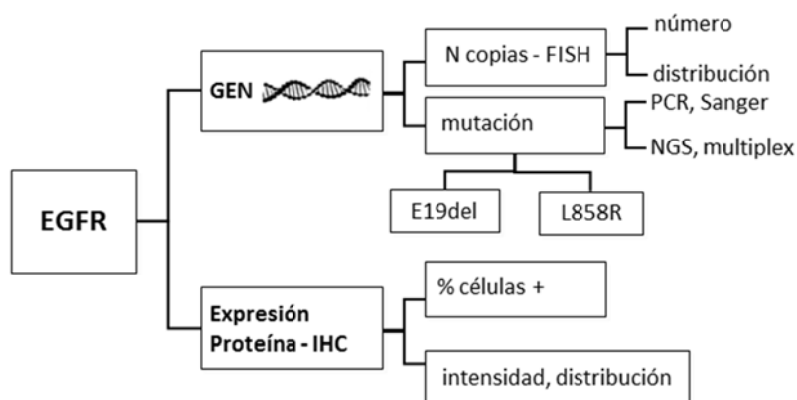 EGFR
GEN
N copias - FISH
número
distribución
mutación
PCR, Sanger
NGS, multiplex
E19del
L858R
Expresión
Proteína - IHC
% células +
intensidad, distribución